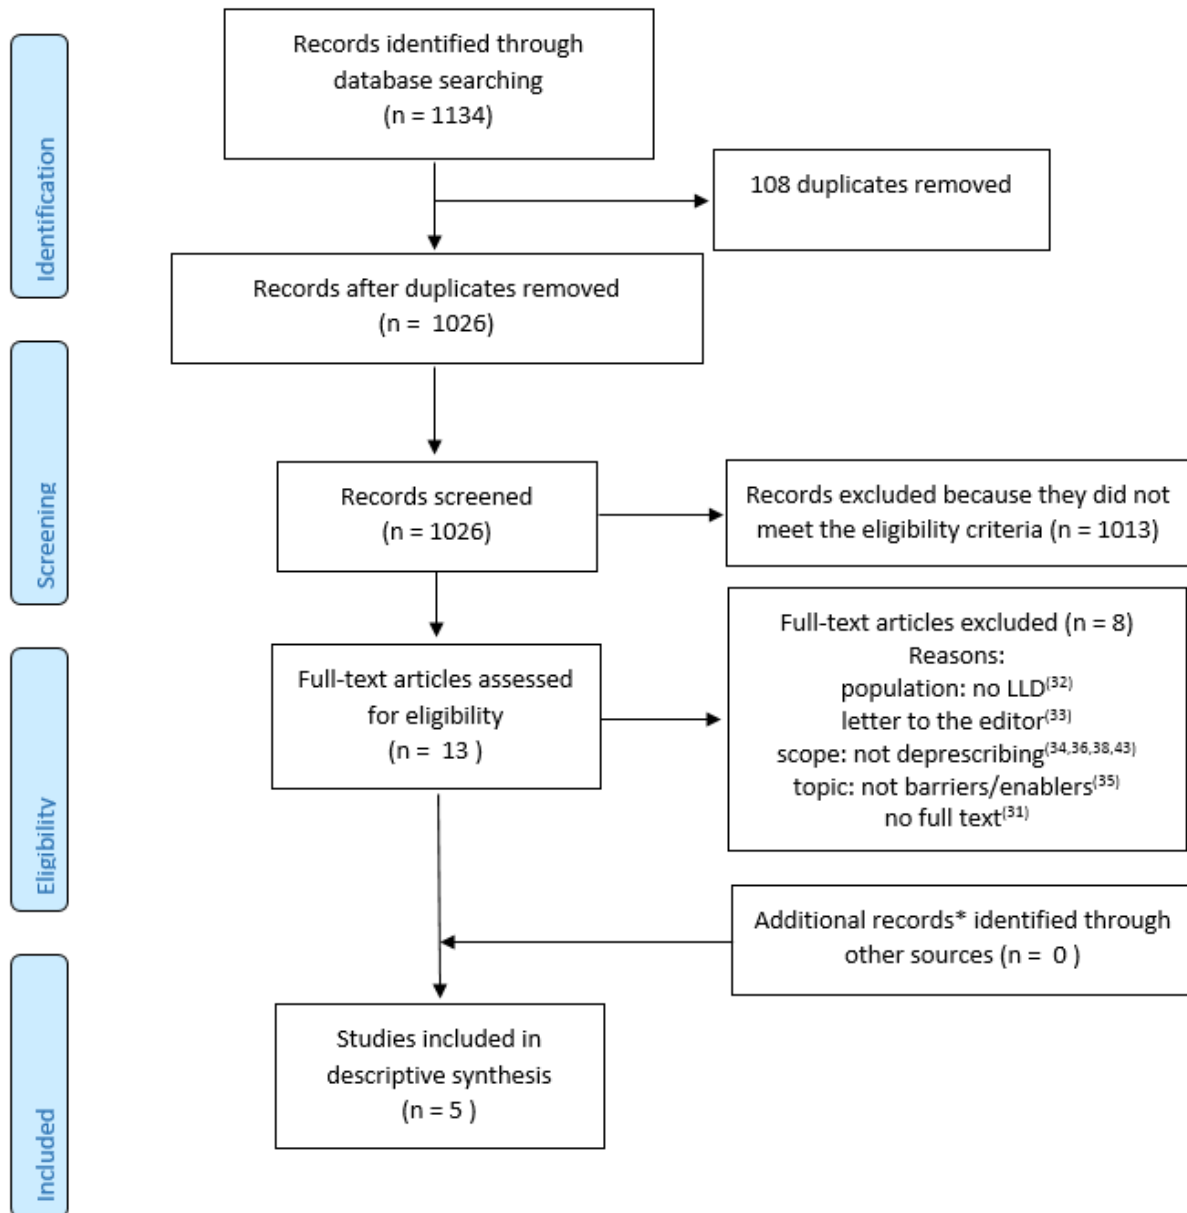 Records identified through
database searching
(n = 1134)
108 duplicates removed
Identification
Records after duplicates removed
(n =  1026)
Screening
Records screened
(n = 1026)
Records excluded because they did not
meet the eligibility criteria (n = 1013)
Eligibility
Full-text articles assessed
for eligibility
(n =  13 )
Full-text articles excluded (n = 8)
Reasons:
population: no LLD(32)
letter to the editor(33)
scope: not deprescribing(34,36,38,43)
topic: not barriers/enablers(35)
no full text(31)
Additional records* identified through
other sources (n =  0 )
Included
Studies included in
descriptive synthesis
(n = 5 )